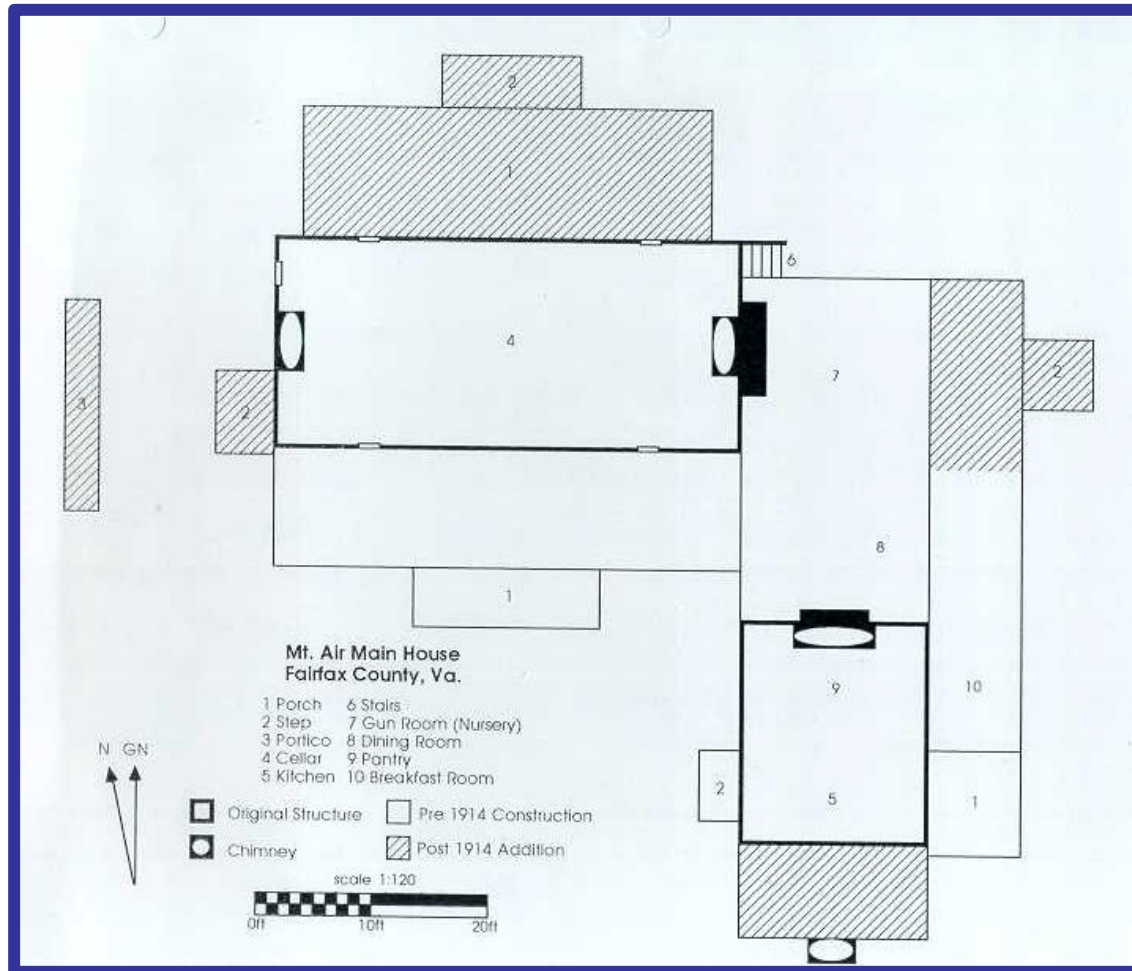 2
1
6
4
7
2
3
2
8
1
Mt. Air Main House
Fairfax County, Va.
1 Porch 6 Stairs
2 Step 7 Gun Room (Nursery)
3 Portico 8 Dining Room
4 Cellar 9 Pantry
5 Kitchen 10 Breakfast Room
9
10
2
5
1
N GN
Original Structure Pre 1914 Construction
Chimney Post 1914 Addition
scale 1:120
0ft 10ft 20ft